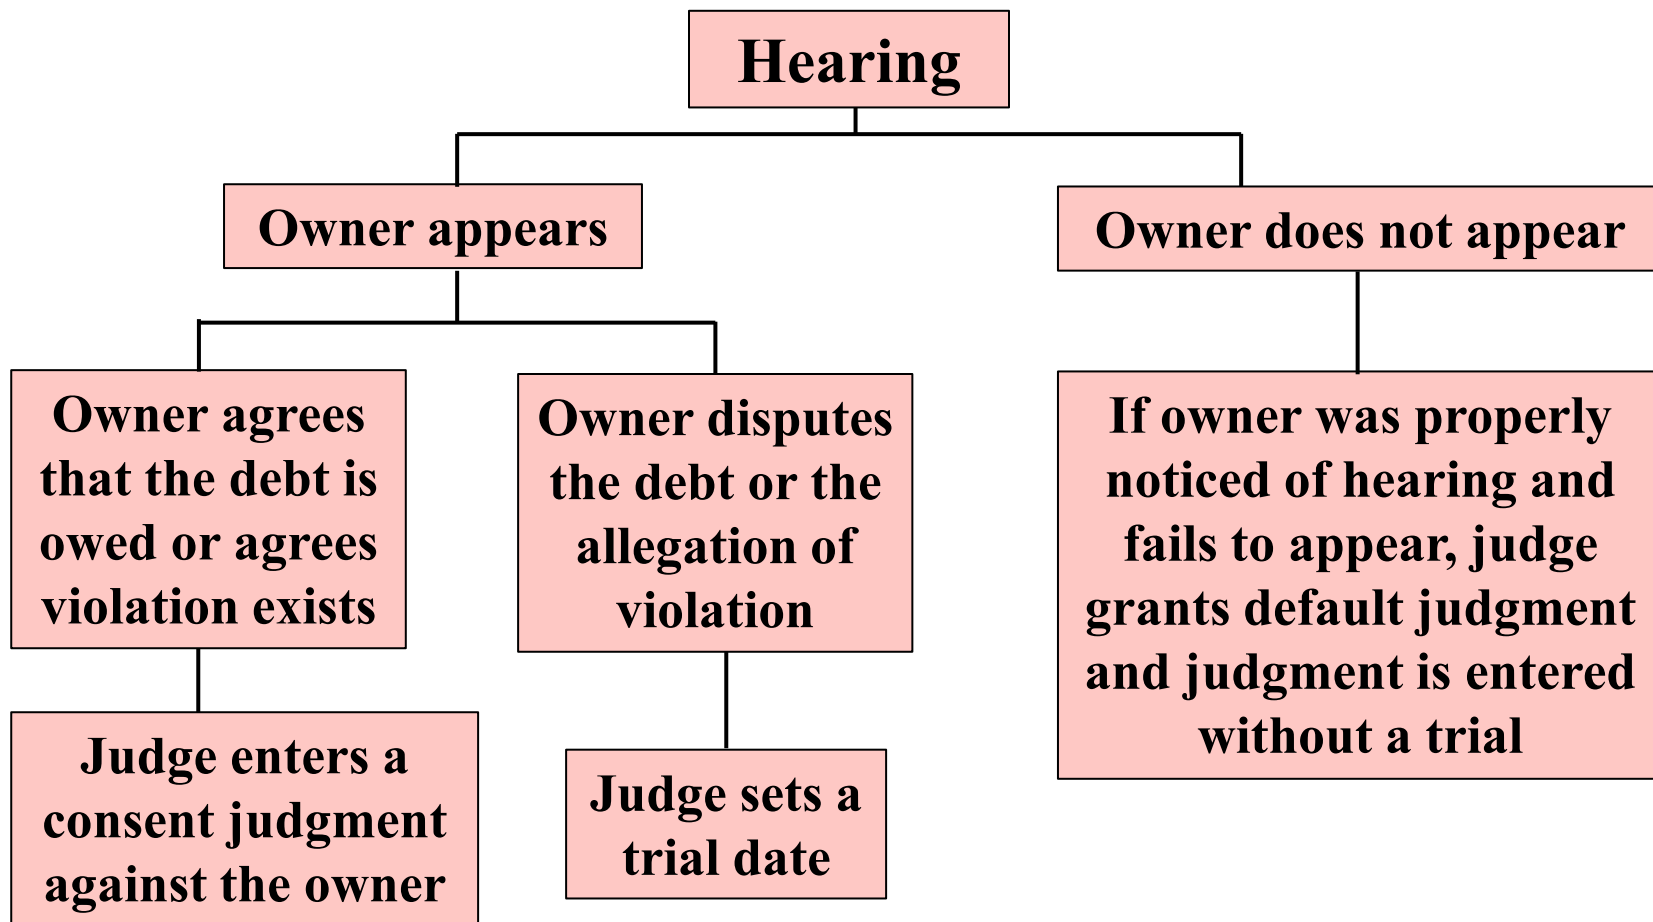 Hearing
Owner appears
Owner does not appear
Owner agrees
that the debt is
owed or agrees
violation exists
Owner disputes
the debt or the
allegation of
violation
If owner was properly
noticed of hearing and
fails to appear, judge
grants default judgment
and judgment is entered
without a trial
Judge enters a
consent judgment
against the owner
Judge sets a
trial date